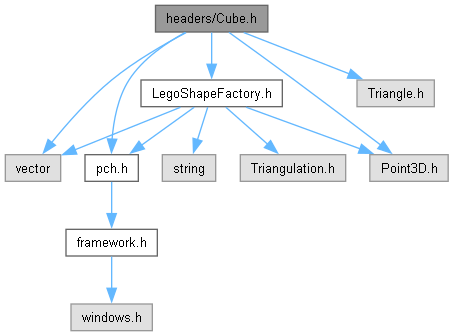 headers/Cube.h
LegoShapeFactory.h
Triangle.h
vector
pch.h
string
Triangulation.h
Point3D.h
framework.h
windows.h